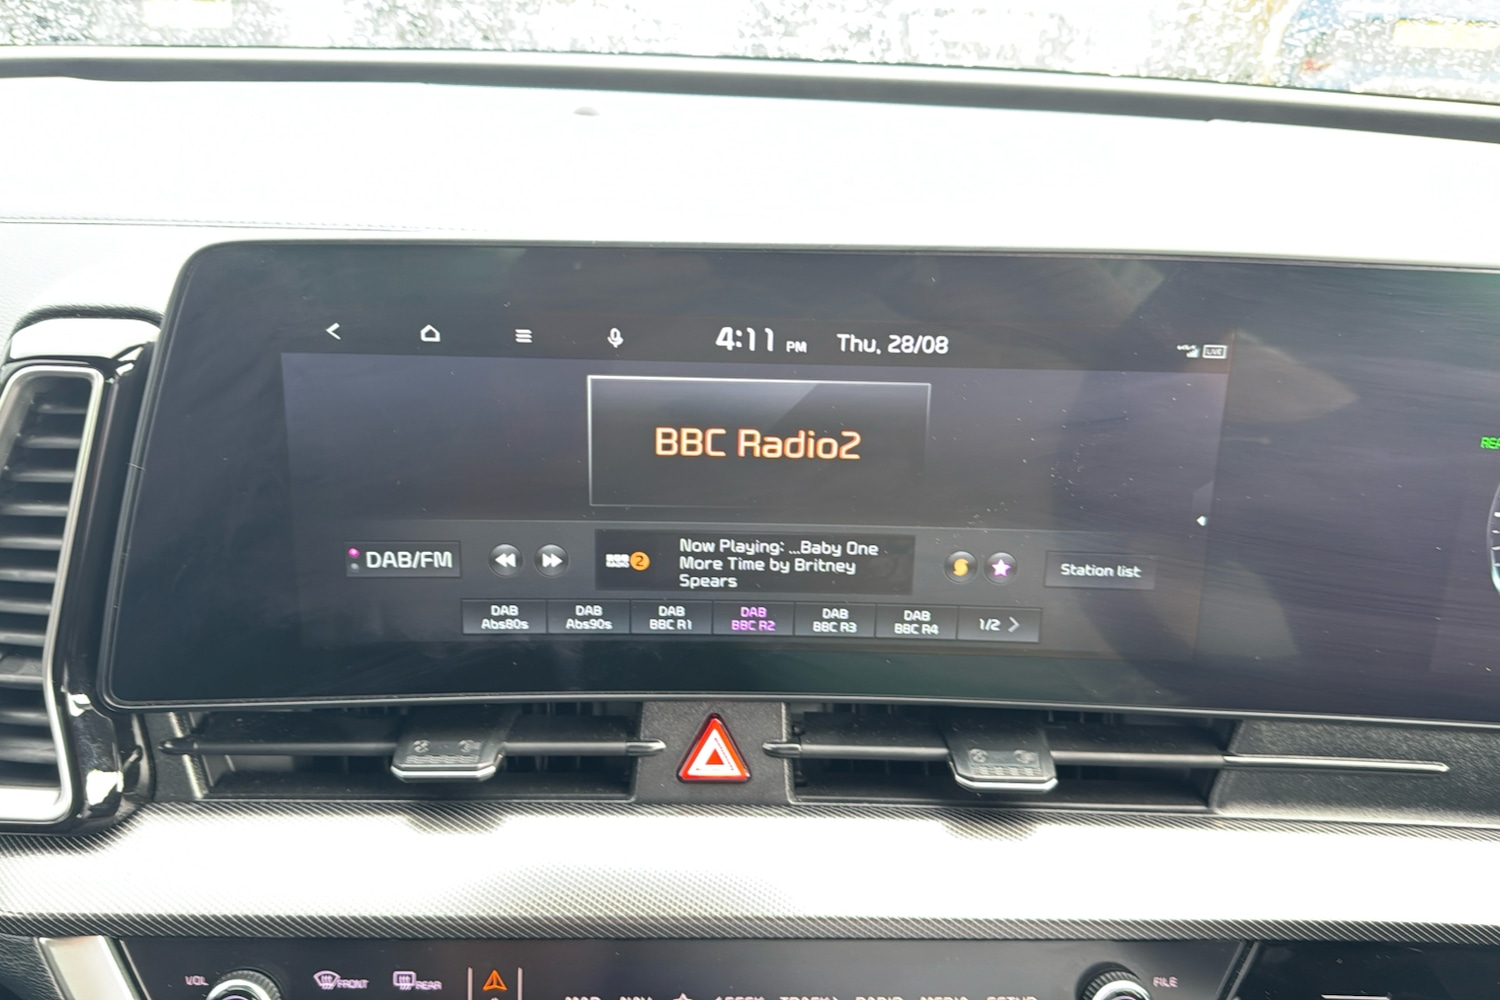 4:11 PM Thu, 28/08
LIVE
BBC Radio2
DAB/FM
2
Now Playing: ...Baby One
More Time by Britney
Spears
Station list
DAB
Abs80s
DAB
Abs90s
DAB
BBC R1
DAB
BBC R2
DAB
BBC R3
DAB
BBC R4
1/2
VOL
FRONT
REAR
FILE